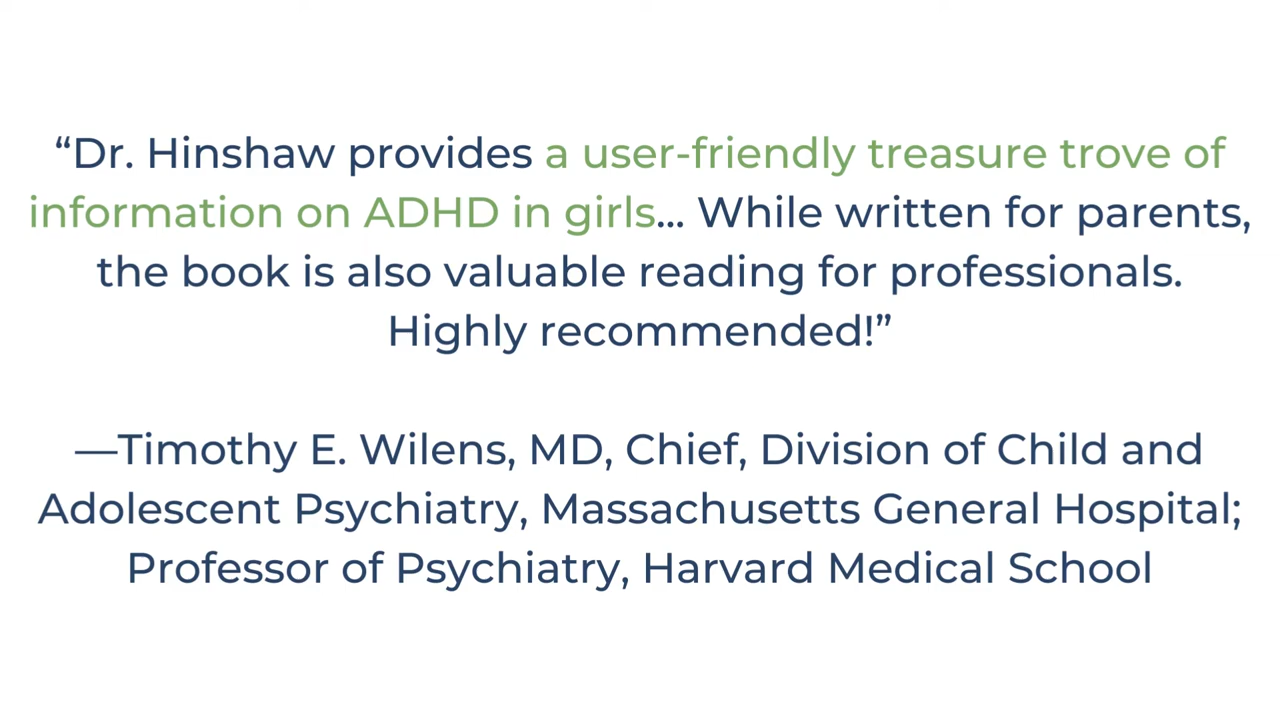 “Dr. Hinshaw provides a user-friendly treasure trove of
information on ADHD in girls... While written for parents,
the book is also valuable reading for professionals.
Highly recommended!”
—Timothy E. Wilens, MD, Chief, Division of Child and
Adolescent Psychiatry, Massachusetts General Hospital;
Professor of Psychiatry, Harvard Medical School